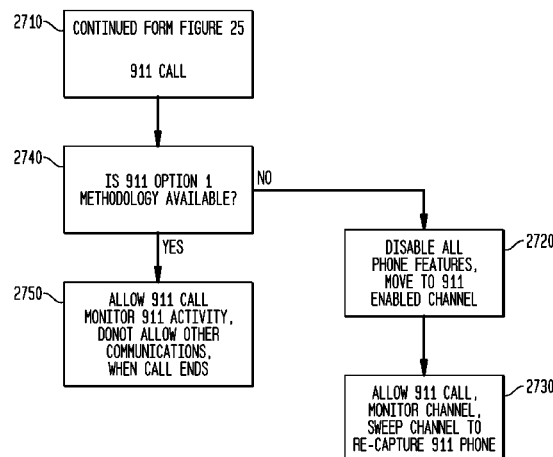 2710
CONTINUED FORM FIGURE 25
911 CALL
2740
IS 911 OPTION 1
METHODOLOGY AVAILABLE?
NO
YES
2720
DISABLE ALL
PHONE FEATURES,
MOVE TO 911
ENABLED CHANNEL
2750
ALLOW 911 CALL
MONITOR 911 ACTIVITY,
DONOT ALLOW OTHER
COMMUNICATIONS,
WHEN CALL ENDS
2730
ALLOW 911 CALL,
MONITOR CHANNEL,
SWEEP CHANNEL TO
RE-CAPTURE 911 PHONE